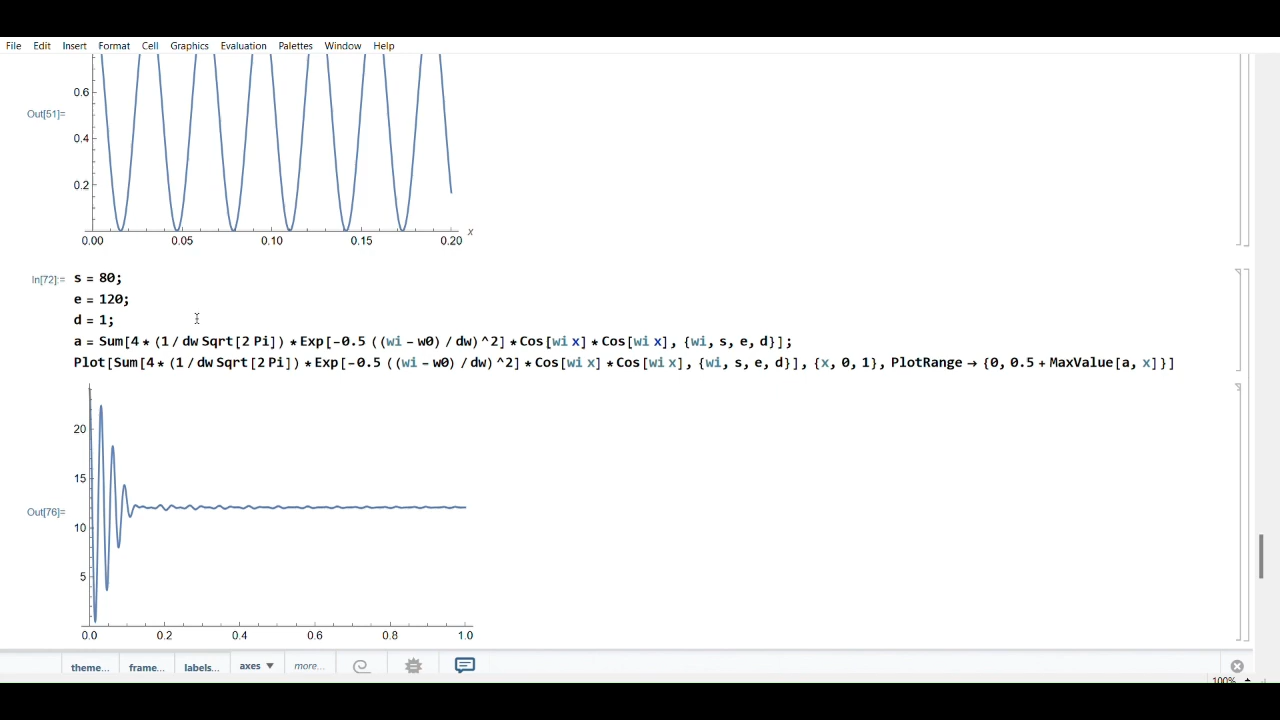 File Edit Insert Format Cell Graphics Evaluation Palettes Window Help
0.6
Out[51]=
0.4
0.2
0.00 0.05 0.10 0.15 0.20 x
In[72]:= s = 80;
e = 120;
d = 1;
a = Sum[4* (1 / dw Sqrt[2 Pi]) * Exp[-0.5 ((wi - w0) / dw) ^2] * Cos[wi x] * Cos[wi x], {wi, s, e, d}];
Plot[Sum[4* (1 / dw Sqrt[2 Pi]) * Exp[-0.5 ((wi - w0) / dw) ^2] * Cos[wi x] * Cos[wi x], {wi, s, e, d}], {x, 0, 1}, PlotRange → {0, 0.5 + MaxValue[a, x]}]
20
15
Out[76]=
10
5
0.0 0.2 0.4 0.6 0.8 1.0
theme... frame... labels... axes ▼ more...
100%